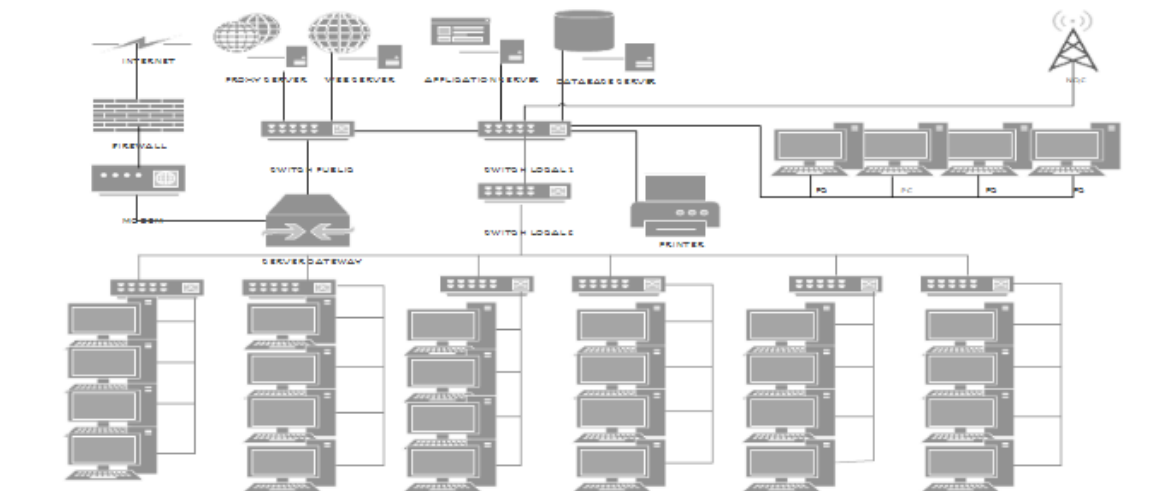 INTERNET
PROXY SERVER
WEB SERVER
APPLICATION SERVER
DATABASE SERVER
NOC
FIREWALL
SWITCH PUBLIC
SWITCH LOCAL 1
PC
PC
PC
PC
MODEM
SWITCH LOCAL 2
PRINTER
SERVER GATEWAY